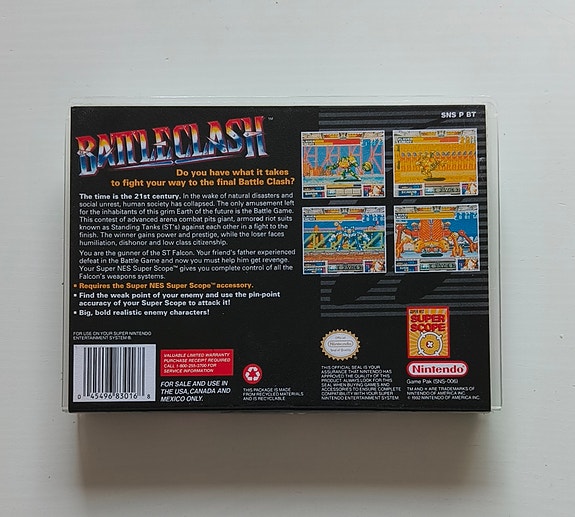 SNS P BT
BATTLECLASH™
Do you have what it takes
to fight your way to the final Battle Clash?
The time is the 21st century. In the wake of natural disasters and
social unrest, human society has collapsed. The only amusement left
for the inhabitants of this grim Earth of the future is the Battle Game.
This contest of advanced arena combat pits giant, armored riot suits
known as Standing Tanks (ST's) against each other in a fight to the
finish. The winner gains power and prestige, while the loser faces
humiliation, dishonor and low class citizenship.
You are the gunner of the ST Falcon. Your friend's father experienced
defeat in the Battle Game and now you must help him get revenge.
Your Super NES Super Scope™ gives you complete control of all the
Falcon's weapons systems.
• Requires the Super NES Super Scope™ accessory.
• Find the weak point of your enemy and use the pin-point
accuracy of your Super Scope to attack it!
• Big, bold realistic enemy characters!
FOR USE ON YOUR SUPER NINTENDO
ENTERTAINMENT SYSTEM®
0 45496 83016 8
VALUABLE LIMITED WARRANTY
PURCHASE RECEIPT REQUIRED
CALL 1-800-255-3700 FOR
SERVICE INFORMATION
FOR SALE AND USE IN
THE USA, CANADA AND
MEXICO ONLY.
THIS PACKAGE IS MADE
FROM RECYCLED MATERIALS
AND IS RECYCLABLE
Official
Nintendo
Seal of Quality
THIS OFFICIAL SEAL IS YOUR
ASSURANCE THAT NINTENDO HAS
APPROVED THE QUALITY OF THIS
PRODUCT. ALWAYS LOOK FOR THIS
SEAL WHEN BUYING GAMES AND
ACCESSORIES TO ENSURE COMPLETE
COMPATIBILITY WITH YOUR SUPER
NINTENDO ENTERTAINMENT SYSTEM.
SUPER NES
SUPER
SCOPE
Nintendo®
Game Pak (SNS-006)
TM & ® ARE TRADEMARKS OF
NINTENDO OF AMERICA INC.
© 1992 NINTENDO OF AMERICA INC.